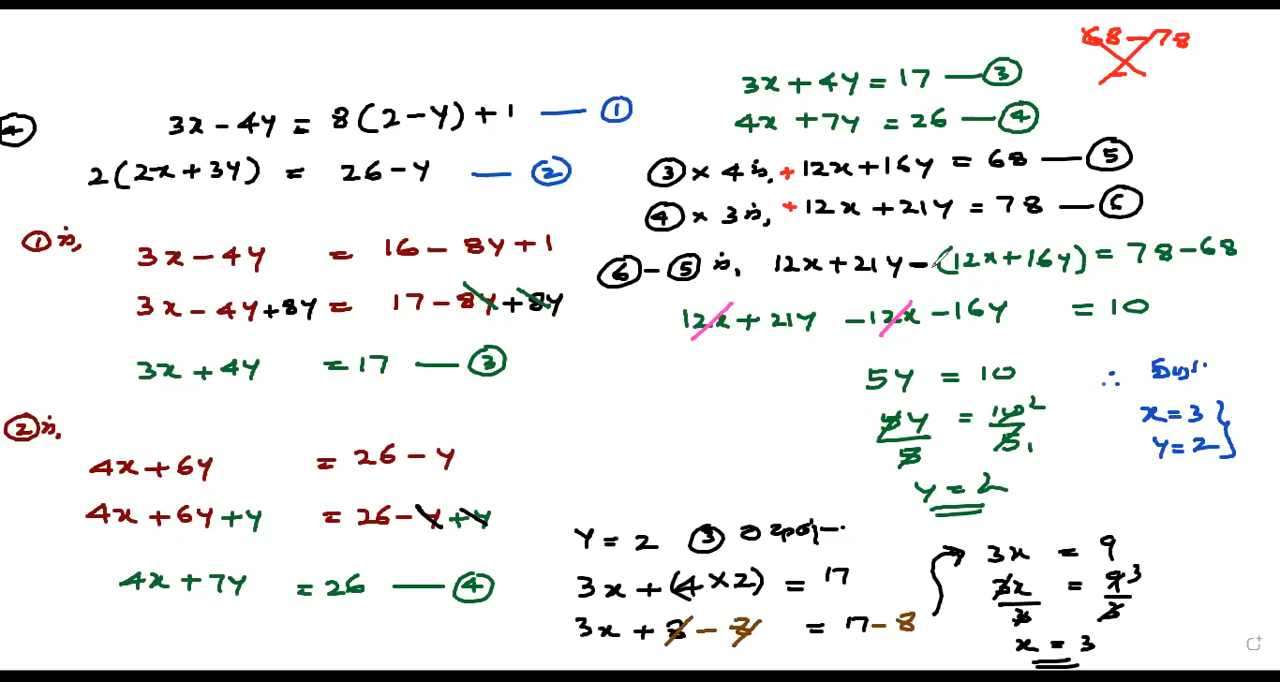 4
3x - 4y = 8(2 - y) + 1 — ①
2(2x + 3y) = 26 - y — ②
① න්,
3x - 4y = 16 - 8y + 1
3x - 4y + 8y = 17 - 8y + 8y
3x + 4y = 17 — ③
② න්,
4x + 6y = 26 - y
4x + 6y + y = 26 - y + y
4x + 7y = 26 — ④
68 - 78
3x + 4y = 17 — ③
4x + 7y = 26 — ④
③ × 4 න්, + 12x + 16y = 68 — ⑤
④ × 3 න්, + 12x + 21y = 78 — ⑥
⑥ - ⑤ න්, 12x + 21y - (12x + 16y) = 78 - 68
12x + 21y - 12x - 16y = 10
5y = 10
5y/5 = 10/5 2 1
y = 2
y = 2 ③
3x + (4 × 2) = 17
3x + 8 - 8 = 17 - 8
3x = 9
3x/3 = 9/3 3
x = 3
∴
x = 3
y = 2